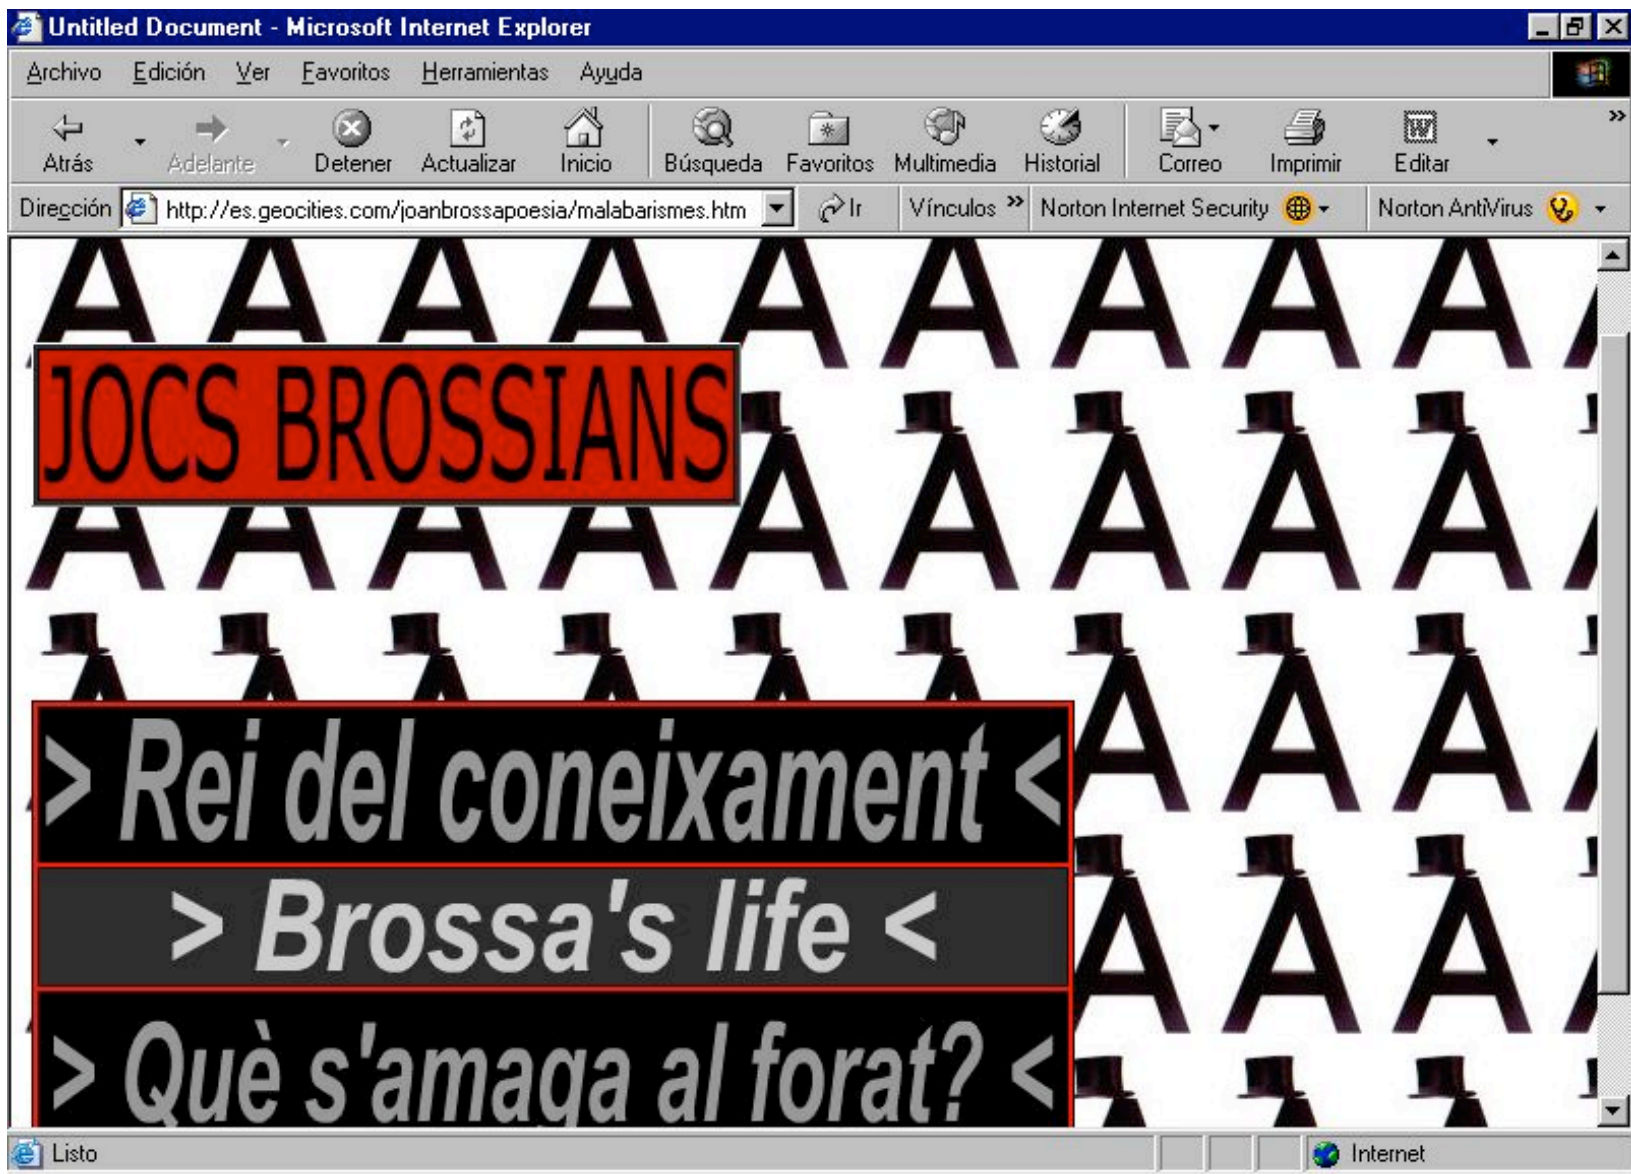 Untitled Document - Microsoft Internet Explorer
Archivo Edición Ver Favoritos Herramientas Ayuda
Atrás Adelante Detener Actualizar Inicio Búsqueda Favoritos Multimedia Historial Correo Imprimir Editar »
Dirección http://es.geocities.com/joanbrossapoesia/malabarismes.htm Ir Vínculos » Norton Internet Security Norton AntiVirus
A A A A A A A A A
JOCS BROSSIANS
> Rei del coneixament <
> Brossa's life <
> Què s'amaga al forat? <
Listo Internet